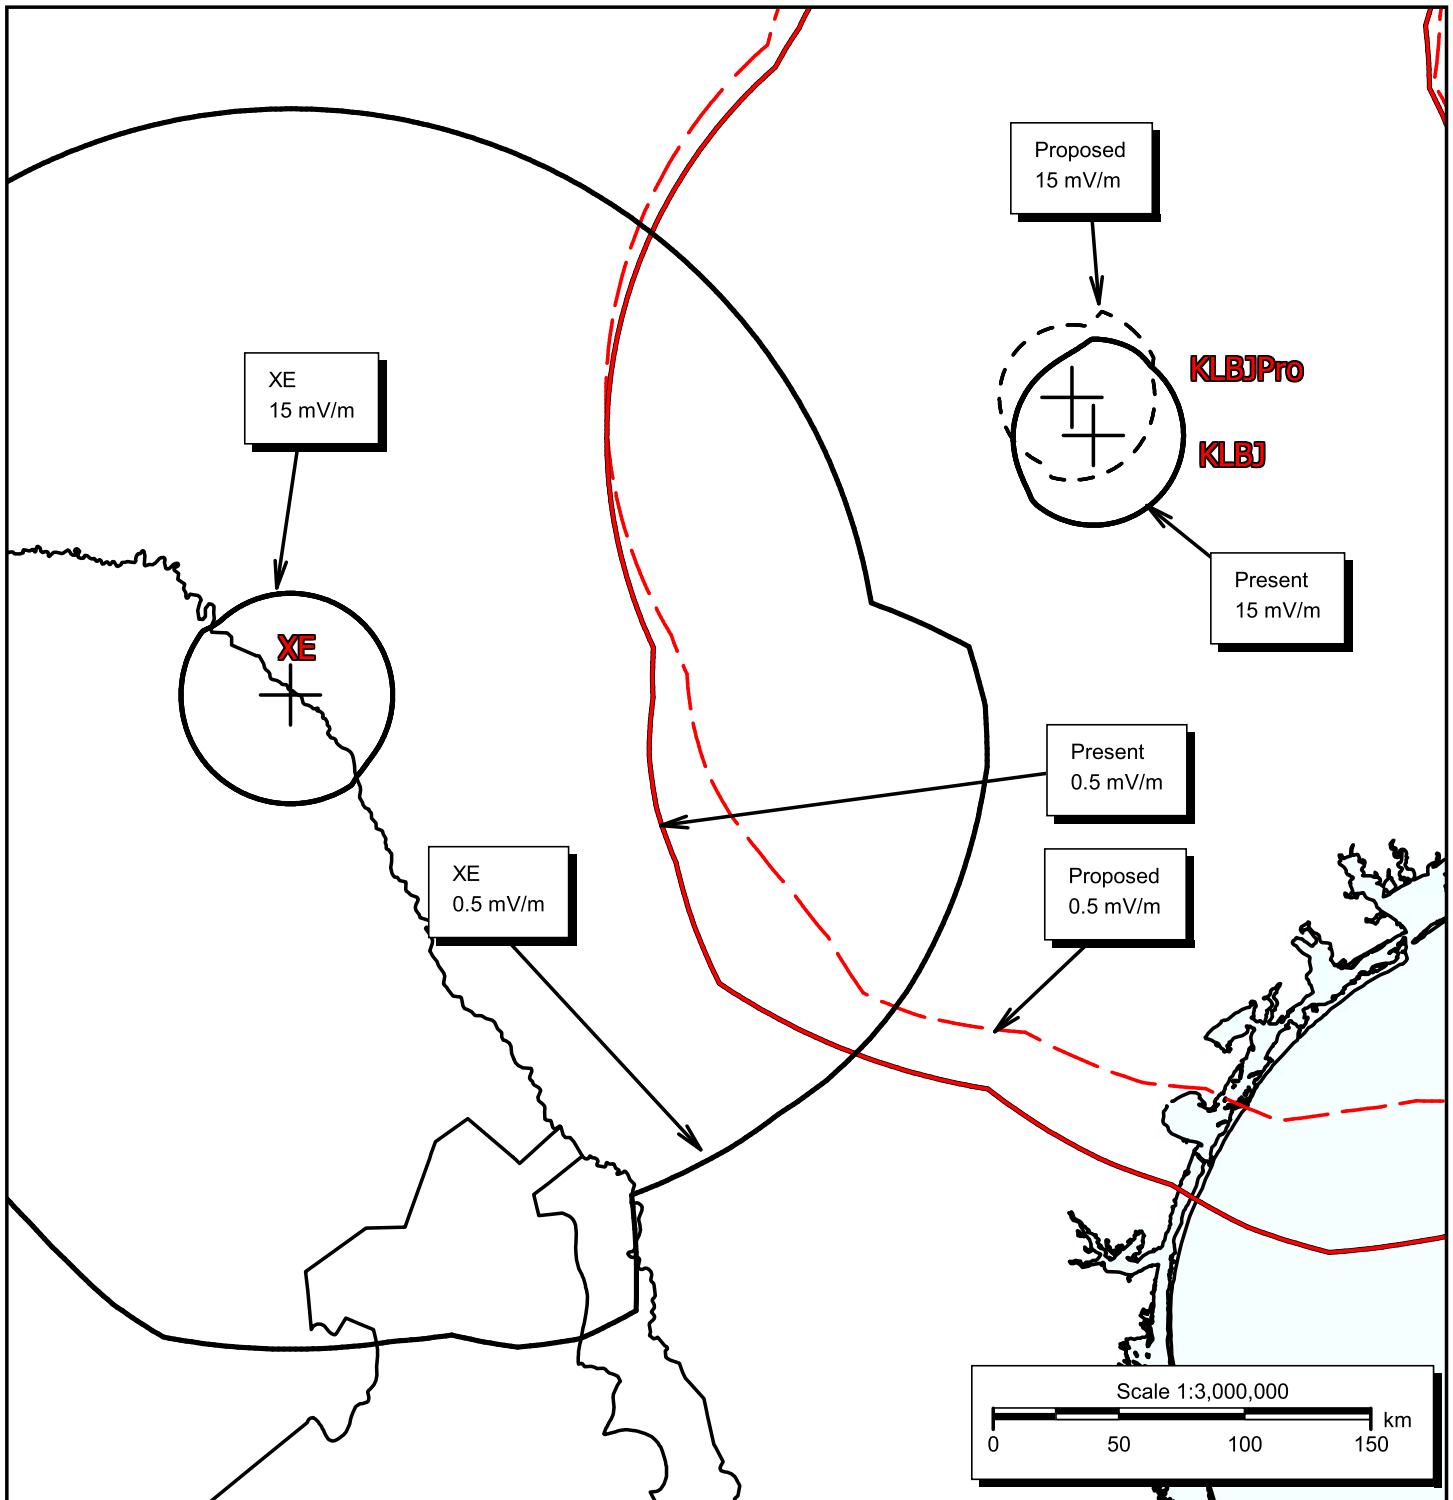 Proposed
15 mV/m
XE
15 mV/m
KLBJPro
KLBJ
Present
15 mV/m
XE
Present
0.5 mV/m
XE
0.5 mV/m
Proposed
0.5 mV/m
Scale 1:3,000,000
km
0 50 100 150